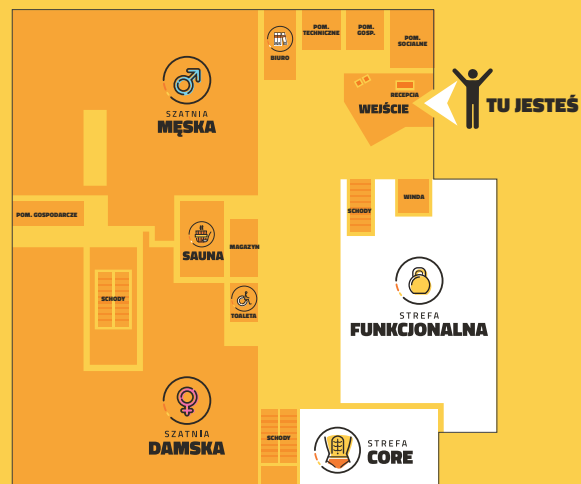 POM.
TECHNICZNE
POM.
GOSP.
POM.
SOCJALNE
BIURO
SZATNIA
MĘSKA
RECEPCJA
WEJŚCIE
TU JESTEŚ
POM. GOSPODARCZE
SCHODY
WINDA
SAUNA
MAGAZYN
TOALETA
SCHODY
STREFA
FUNKCJONALNA
SZATNIA
DAMSKA
SCHODY
STREFA
CORE